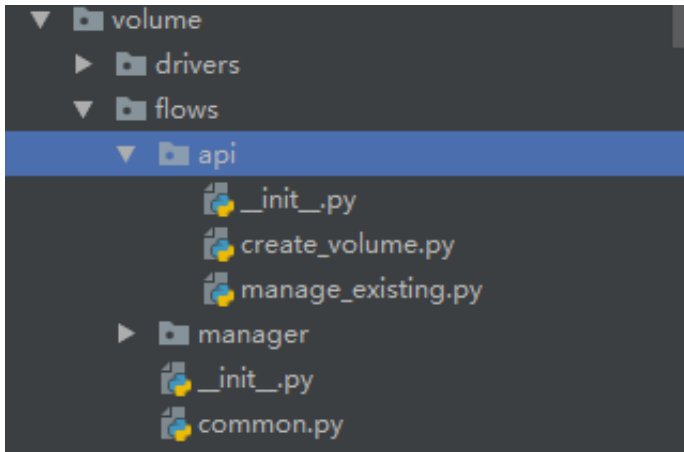 volume
drivers
flows
api
__init__.py
create_volume.py
manage_existing.py
manager
__init__.py
common.py